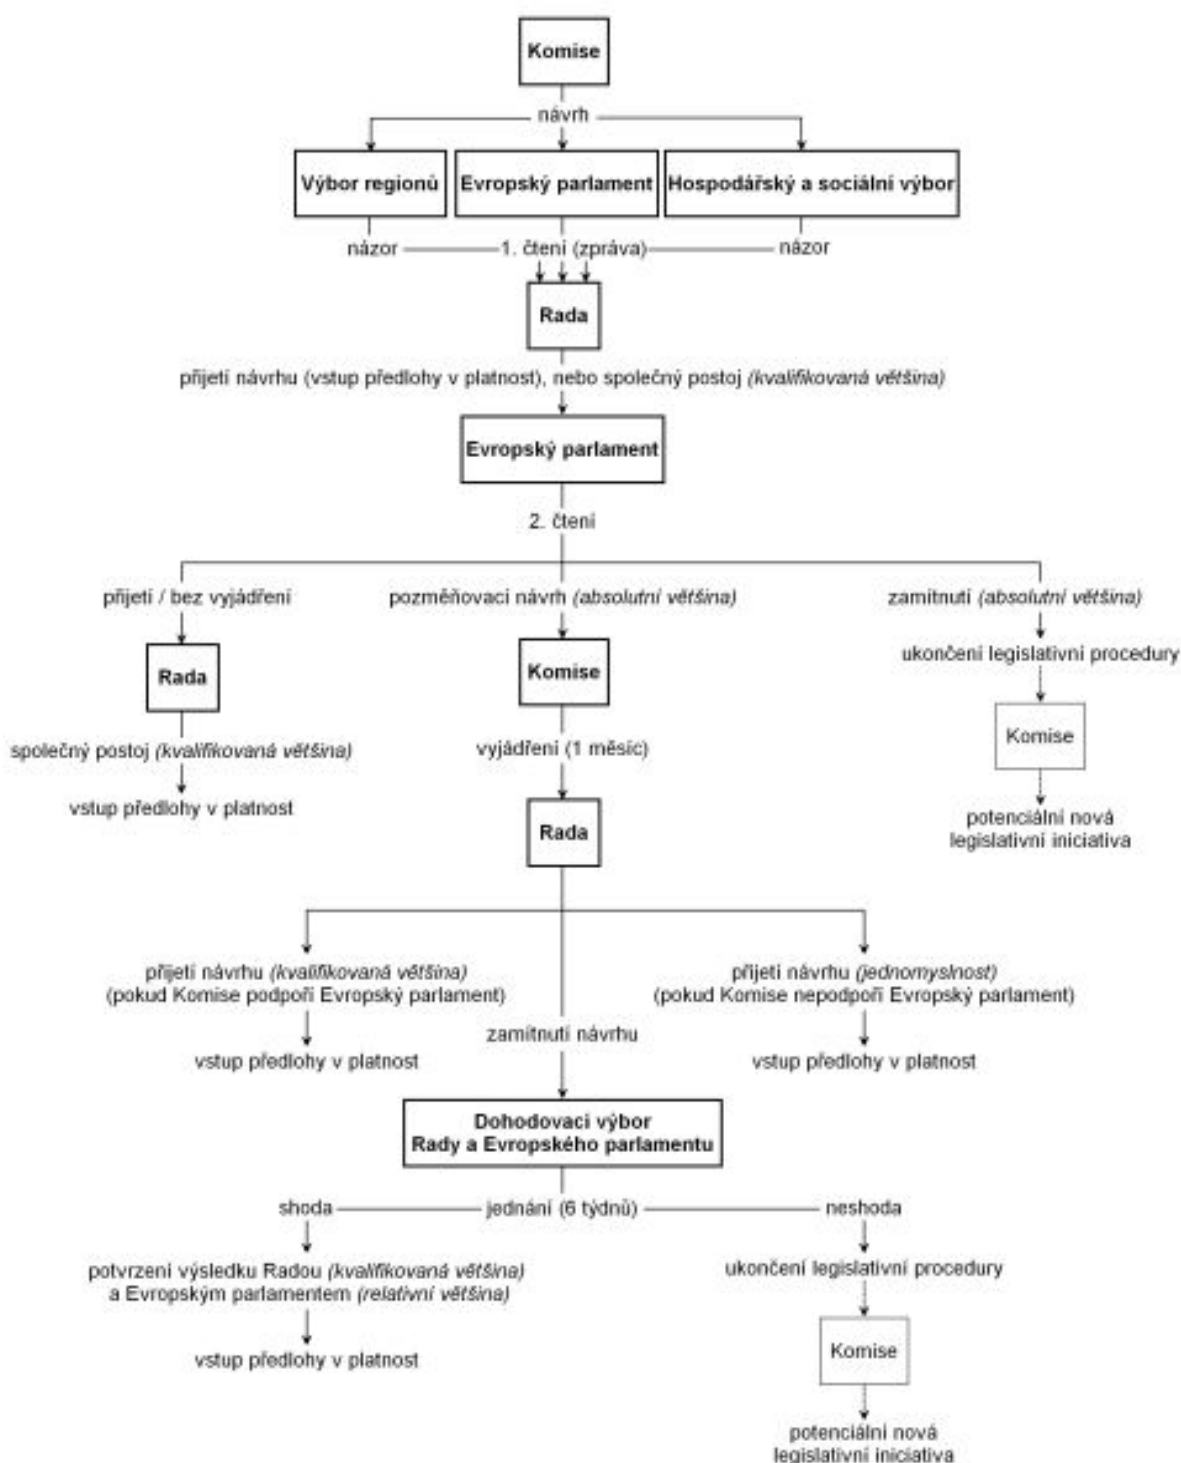 Komise
návrh
Výbor regionů
Evropský parlament
Hospodářský a sociální výbor
názor
1. čtení (zpráva)
názor
Rada
přijetí návrhu (vstup předlohy v platnost), nebo společný postoj (kvalifikovaná většina)
Evropský parlament
2. čtení
přijetí / bez vyjádření
pozměňovací návrh (absolutní většina)
zamítnutí (absolutní většina)
Rada
Komise
ukončení legislativní procedury
společný postoj (kvalifikovaná většina)
vyjádření (1 měsíc)
Komise
vstup předlohy v platnost
Rada
potenciální nová
legislativní iniciativa
přijetí návrhu (kvalifikovaná většina)
(pokud Komise podpoří Evropský parlament)
přijetí návrhu (jednomyslnost)
(pokud Komise nepodpoří Evropský parlament)
vstup předlohy v platnost
zamítnutí návrhu
vstup předlohy v platnost
Dohodovací výbor
Rady a Evropského parlamentu
shoda
jednání (6 týdnů)
neshoda
potvrzení výsledku Radou (kvalifikovaná většina)
a Evropským parlamentem (relativní většina)
ukončení legislativní procedury
vstup předlohy v platnost
Komise
potenciální nová
legislativní iniciativa